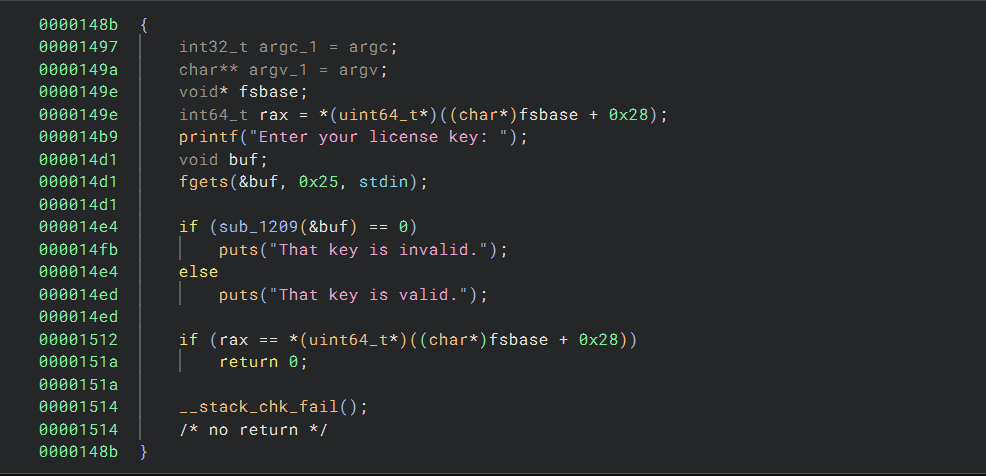 0000148b {
00001497 int32_t argc_1 = argc;
0000149a char** argv_1 = argv;
0000149e void* fsbase;
0000149e int64_t rax = *(uint64_t*)((char*)fsbase + 0x28);
000014b9 printf("Enter your license key: ");
000014d1 void buf;
000014d1 fgets(&buf, 0x25, stdin);
000014d1
000014e4 if (sub_1209(&buf) == 0)
000014fb puts("That key is invalid.");
000014e4 else
000014ed puts("That key is valid.");
000014ed
00001512 if (rax == *(uint64_t*)((char*)fsbase + 0x28))
0000151a return 0;
0000151a
00001514 __stack_chk_fail();
00001514 /* no return */
0000148b }